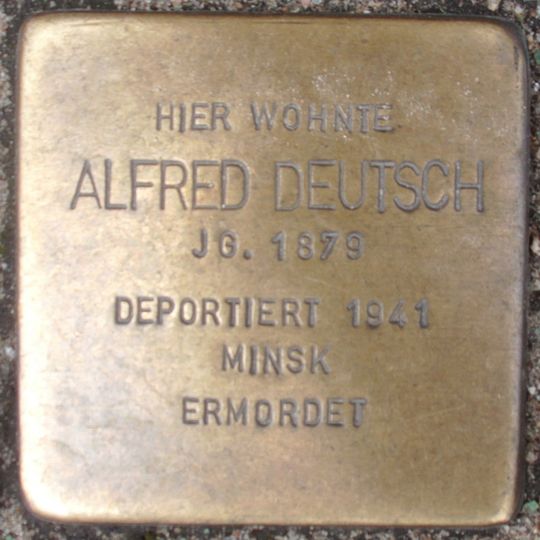 HIER WOHNTE
ALFRED DEUTSCH
JG. 1879
DEPORTIERT 1941
MINSK
ERMORDET